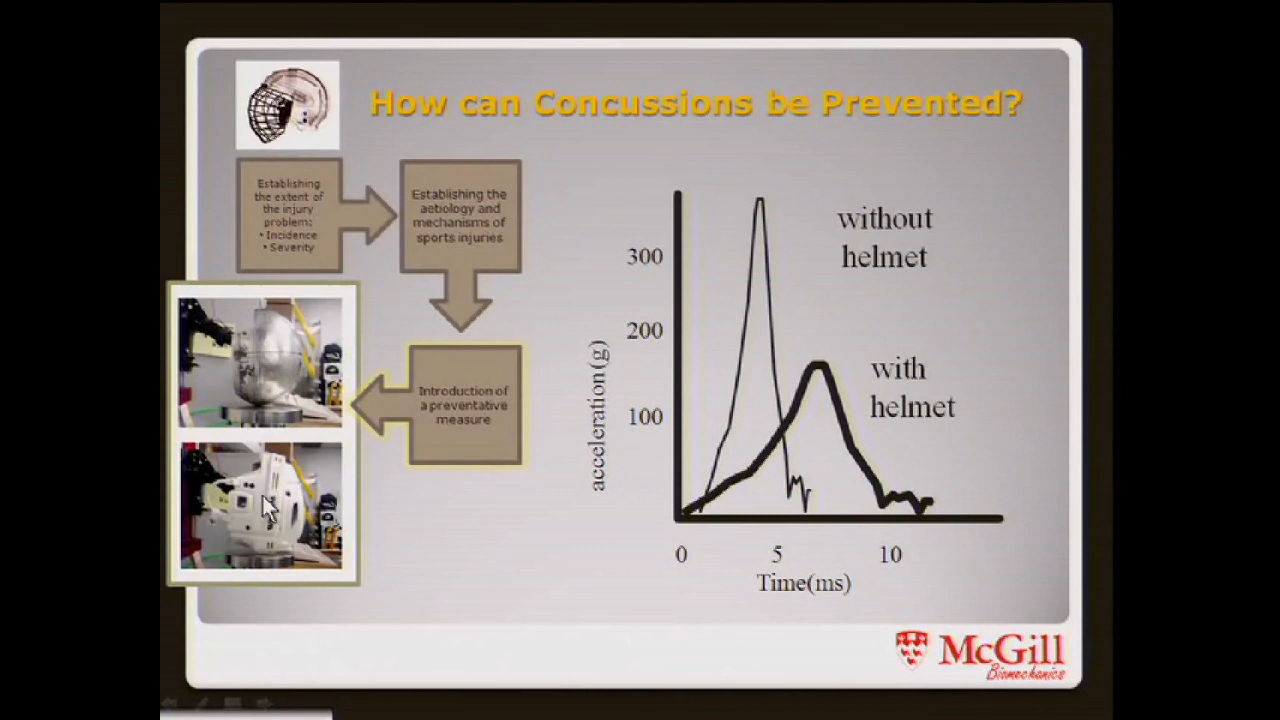 How can Concussions be Prevented?
Establishing
the extent of
the injury
problem:
• Incidence
• Severity
Establishing the
aetiology and
mechanisms of
sports injuries
Introduction of
a preventative
measure
without
helmet
with
helmet
300
200
100
acceleration(g)
0 5 10
Time(ms)
McGill
Biomechanics